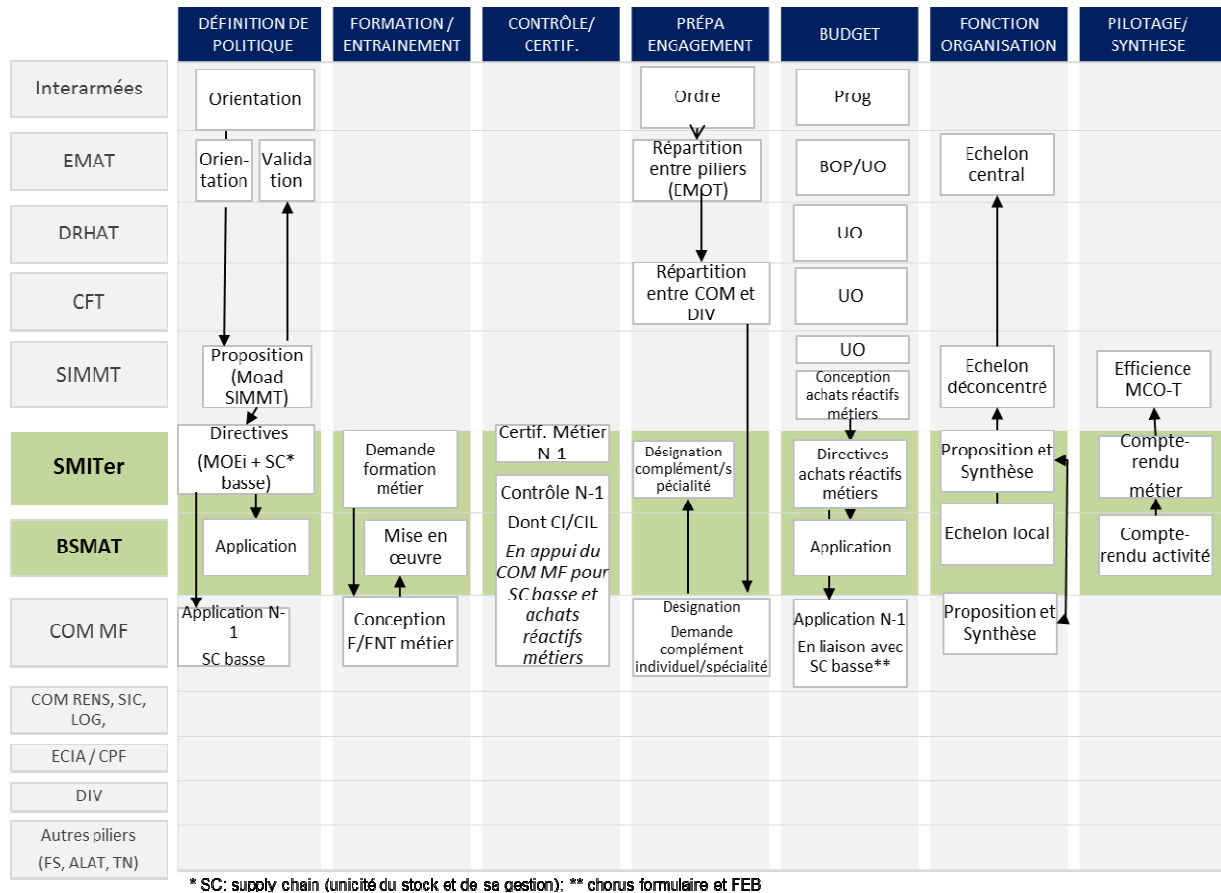 DÉFINITION DE
POLITIQUE
FORMATION /
ENTRAINEMENT
CONTRÔLE/
CERTIF.
PRÉPA
ENGAGEMENT
BUDGET
FONCTION
ORGANISATION
PILOTAGE/
SYNTHESE
Interarmées
Orientation
Ordre
Prog
EMAT
Orien-
tation
Valida
tion
Répartition
entre piliers
(EMOT)
BOP/UO
Echelon
central
DRHAT
UO
CFT
Répartition
entre COM et
DIV
UO
SIMMT
Proposition
(Moad
SIMMT)
UO
Conception
achats réactifs
métiers
Echelon
déconcentré
Efficience
MCO-T
SMITer
Directives
(MOEi + SC*
basse)
Demande
formation
métier
Certif. Métier
N 1
Contrôle N-1
Dont CI/CIL
En appui du
COM MF pour
SC basse et
achats
réactifs
métiers
Désignation
complément/s
pécialité
Directives
achats réactifs
métiers
Proposition et
Synthèse
Compte-
rendu
métier
BSMAT
Application
Mise en
œuvre
Application
Echelon local
Compte-
rendu activité
COM MF
Application N-
1
SC basse
Conception
F/FNT métier
Désignation
Demande
complément
individuel/spécialité
Application N-1
En liaison avec
SC basse**
Proposition et
Synthèse
COM RENS, SIC,
LOG,
ECIA / CPF
DIV
Autres piliers
(FS, ALAT, TN)
* SC: supply chain (unicité du stock et de sa gestion); ** chorus formulaire et FEB